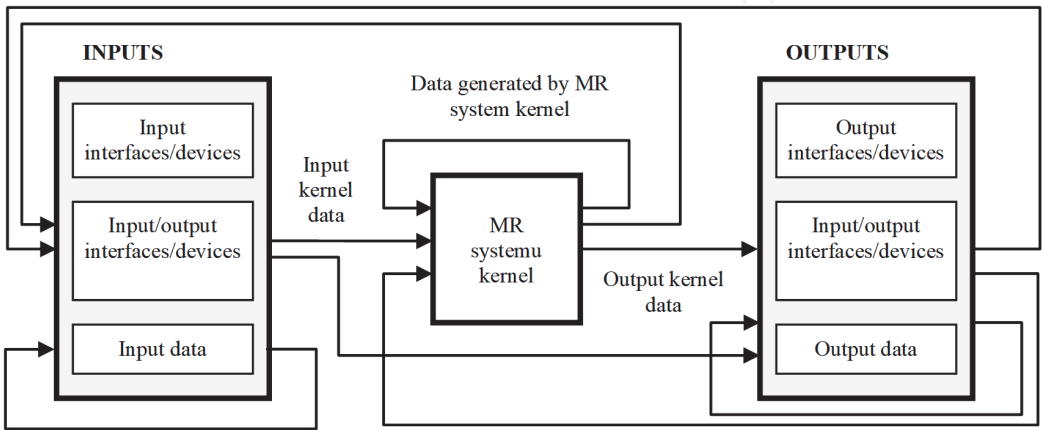 INPUTS
Input
interfaces/devices
Input/output
interfaces/devices
Input data
Input
kernel
data
Data generated by MR
system kernel
MR
systemu
kernel
Output kernel
data
OUTPUTS
Output
interfaces/devices
Input/output
interfaces/devices
Output data